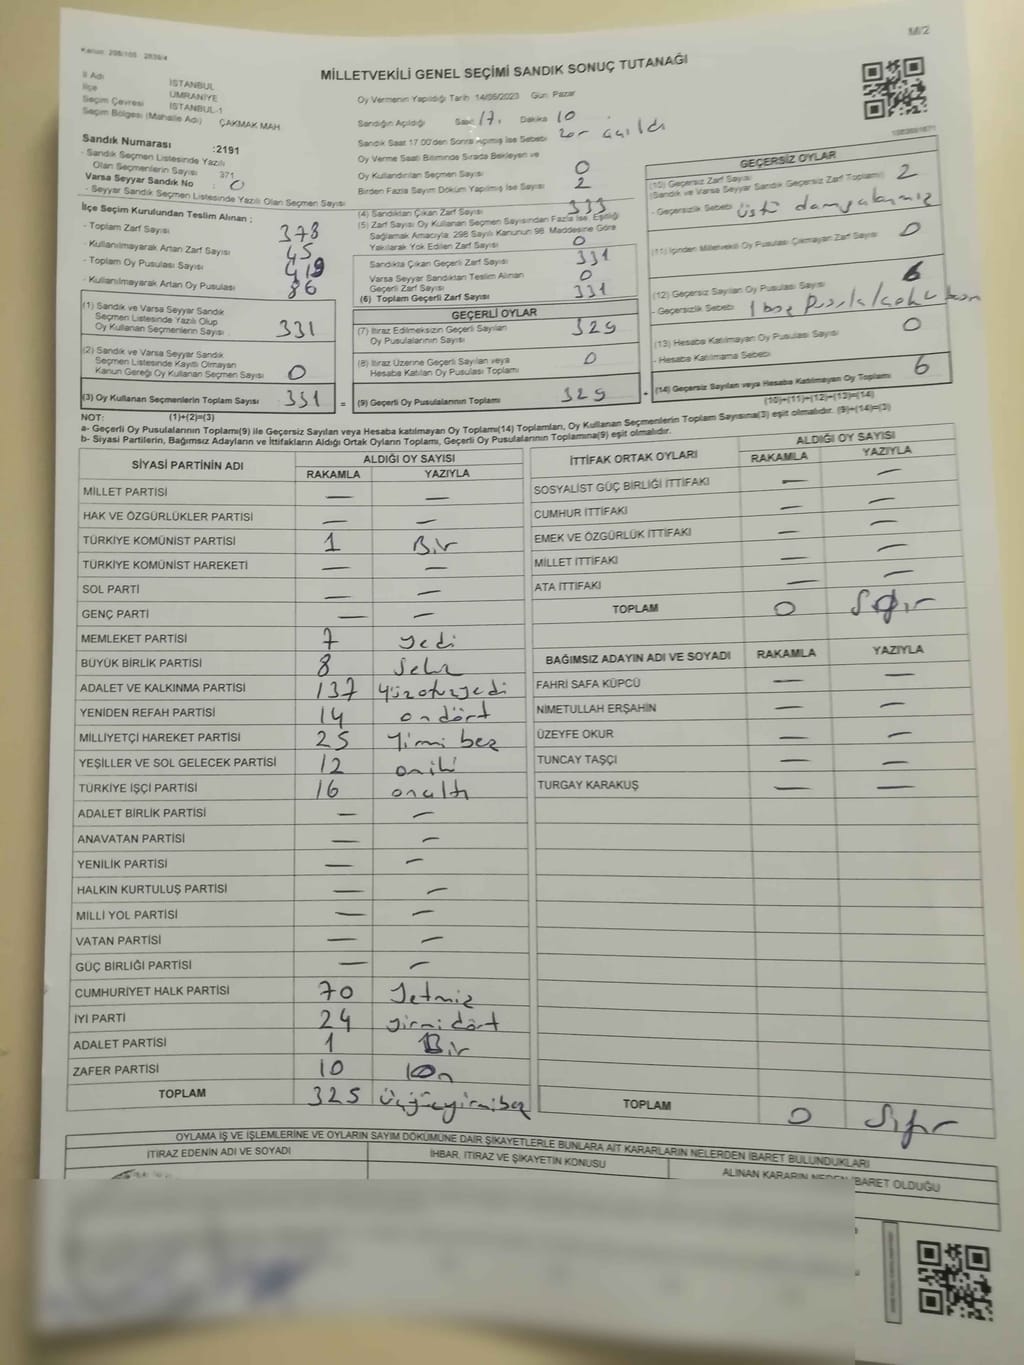 M/2
Kanun: 298/105 2839/4
MİLLETVEKİLİ GENEL SEÇİMİ SANDIK SONUÇ TUTANAĞI
İl Adı İSTANBUL
İlçe ÜMRANİYE
Seçim Çevresi İSTANBUL-1
Seçim Bölgesi (Mahalle Adı) ÇAKMAK MAH
Sandık Numarası :2191
- Sandık Seçmen Listesinde Yazılı
Olan Seçmenlerin Sayısı 371
Varsa Seyyar Sandık No : 0
- Seyyar Sandık Seçmen Listesinde Yazılı Olan Seçmen Sayısı
Oy Vermenin Yapıldığı Tarih 14/05/2023 Gün: Pazar
Sandığın Açıldığı Saat 17 Dakika 10
Sandık Saat 17.00'den Sonra Açılmış İse Sebebi zor açıldı
Oy Verme Saati Bitiminde Sırada Bekleyen ve
Oy Kullandırılan Seçmen Sayısı 0
Birden Fazla Sayım Döküm Yapılmış İse Sayısı 2
İlçe Seçim Kurulundan Teslim Alınan :
- Toplam Zarf Sayısı 378
- Kullanılmayarak Artan Zarf Sayısı 45
- Toplam Oy Pusulası Sayısı 419
- Kullanılmayarak Artan Oy Pusulası 86
(4) Sandıktan Çıkan Zarf Sayısı 333
(5) Zarf Sayısı Oy Kullanan Seçmen Sayısından Fazla İse, Eşitliği
Sağlamak Amacıyla, 298 Sayılı Kanunun 98. Maddesine Göre
Yakılarak Yok Edilen Zarf Sayısı 0
Sandıkta Çıkan Geçerli Zarf Sayısı 331
Varsa Seyyar Sandıktan Teslim Alınan
Geçerli Zarf Sayısı 0
(6) Toplam Geçerli Zarf Sayısı 331
GEÇERSİZ OYLAR
(10) Geçersiz Zarf Sayısı 2
(Sandık ve Varsa Seyyar Sandık Geçersiz Zarf Toplamı)
- Geçersizlik Sebebi üstü damgalanmış
(11) İçinden Milletvekili Oy Pusulası Çıkmayan Zarf Sayısı 0
(12) Geçersiz Sayılan Oy Pusulası Sayısı 6
- Geçersizlik Sebebi 1 boş pusula
(13) Hesaba Katılmayan Oy Pusulası Sayısı 0
- Hesaba Katılmama Sebebi
(14) Geçersiz Sayılan veya Hesaba Katılmayan Oy Toplamı 6
(10)+(11)+(12)+(13)=(14)
(1) Sandık ve Varsa Seyyar Sandık
Seçmen Listesinde Yazılı Olup
Oy Kullanan Seçmenlerin Sayısı 331
(2) Sandık ve Varsa Seyyar Sandık
Seçmen Listesinde Kayıtlı Olmayan
Kanun Gereği Oy Kullanan Seçmen Sayısı 0
(3) Oy Kullanan Seçmenlerin Toplam Sayısı 331 =
(1)+(2)=(3)
GEÇERLİ OYLAR
(7) İtiraz Edilmeksizin Geçerli Sayılan
Oy Pusulalarının Sayısı 325
(8) İtiraz Üzerine Geçerli Sayılan veya
Hesaba Katılan Oy Pusulası Toplamı 0
(9) Geçerli Oy Pusulalarının Toplamı 325 +
NOT:
a- Geçerli Oy Pusulalarının Toplamı(9) ile Geçersiz Sayılan veya Hesaba katılmayan Oy Toplamı(14) Toplamları, Oy Kullanan Seçmenlerin Toplam Sayısına(3) eşit olmalıdır. (9)+(14)=(3)
b- Siyasi Partilerin, Bağımsız Adayların ve İttifakların Aldığı Ortak Oyların Toplamı, Geçerli Oy Pusulalarının Toplamına(9) eşit olmalıdır.
SİYASİ PARTİNİN ADI ALDIĞI OY SAYISI
RAKAMLA YAZIYLA
MİLLET PARTİSİ — —
HAK VE ÖZGÜRLÜKLER PARTİSİ — —
TÜRKİYE KOMÜNİST PARTİSİ 1 Bir
TÜRKİYE KOMÜNİST HAREKETİ — —
SOL PARTİ — —
GENÇ PARTİ — —
MEMLEKET PARTİSİ 7 yedi
BÜYÜK BİRLİK PARTİSİ 8 Sekiz
ADALET VE KALKINMA PARTİSİ 137 yüzotuzyedi
YENİDEN REFAH PARTİSİ 14 on dört
MİLLİYETÇİ HAREKET PARTİSİ 25 Yirmi beş
YEŞİLLER VE SOL GELECEK PARTİSİ 12 oniki
TÜRKİYE İŞÇİ PARTİSİ 16 onaltı
ADALET BİRLİK PARTİSİ — —
ANAVATAN PARTİSİ — —
YENİLİK PARTİSİ — —
HALKIN KURTULUŞ PARTİSİ — —
MİLLİ YOL PARTİSİ — —
VATAN PARTİSİ — —
GÜÇ BİRLİĞİ PARTİSİ — —
CUMHURİYET HALK PARTİSİ 70 Yetmiş
İYİ PARTİ 24 yirmi dört
ADALET PARTİSİ 1 Bir
ZAFER PARTİSİ 10 On
TOPLAM 325 üçyüzyirmibeş
İTTİFAK ORTAK OYLARI ALDIĞI OY SAYISI
RAKAMLA YAZIYLA
SOSYALİST GÜÇ BİRLİĞİ İTTİFAKI — —
CUMHUR İTTİFAKI — —
EMEK VE ÖZGÜRLÜK İTTİFAKI — —
MİLLET İTTİFAKI — —
ATA İTTİFAKI — —
TOPLAM 0 Sıfır
BAĞIMSIZ ADAYIN ADI VE SOYADI RAKAMLA YAZIYLA
FAHRİ SAFA KÜPCÜ — —
NİMETULLAH ERŞAHİN — —
ÜZEYFE OKUR — —
TUNCAY TAŞÇI — —
TURGAY KARAKUŞ — —
TOPLAM 0 Sıfır
OYLAMA İŞ VE İŞLEMLERİNE VE OYLARIN SAYIM DÖKÜMÜNE DAİR ŞİKAYETLERLE BUNLARA AİT KARARLARIN NELERDEN İBARET BULUNDUKLARI
İTİRAZ EDENİN ADI VE SOYADI İHBAR, İTİRAZ VE ŞİKAYETİN KONUSU ALINAN KARARIN NEDEN İBARET OLDUĞU